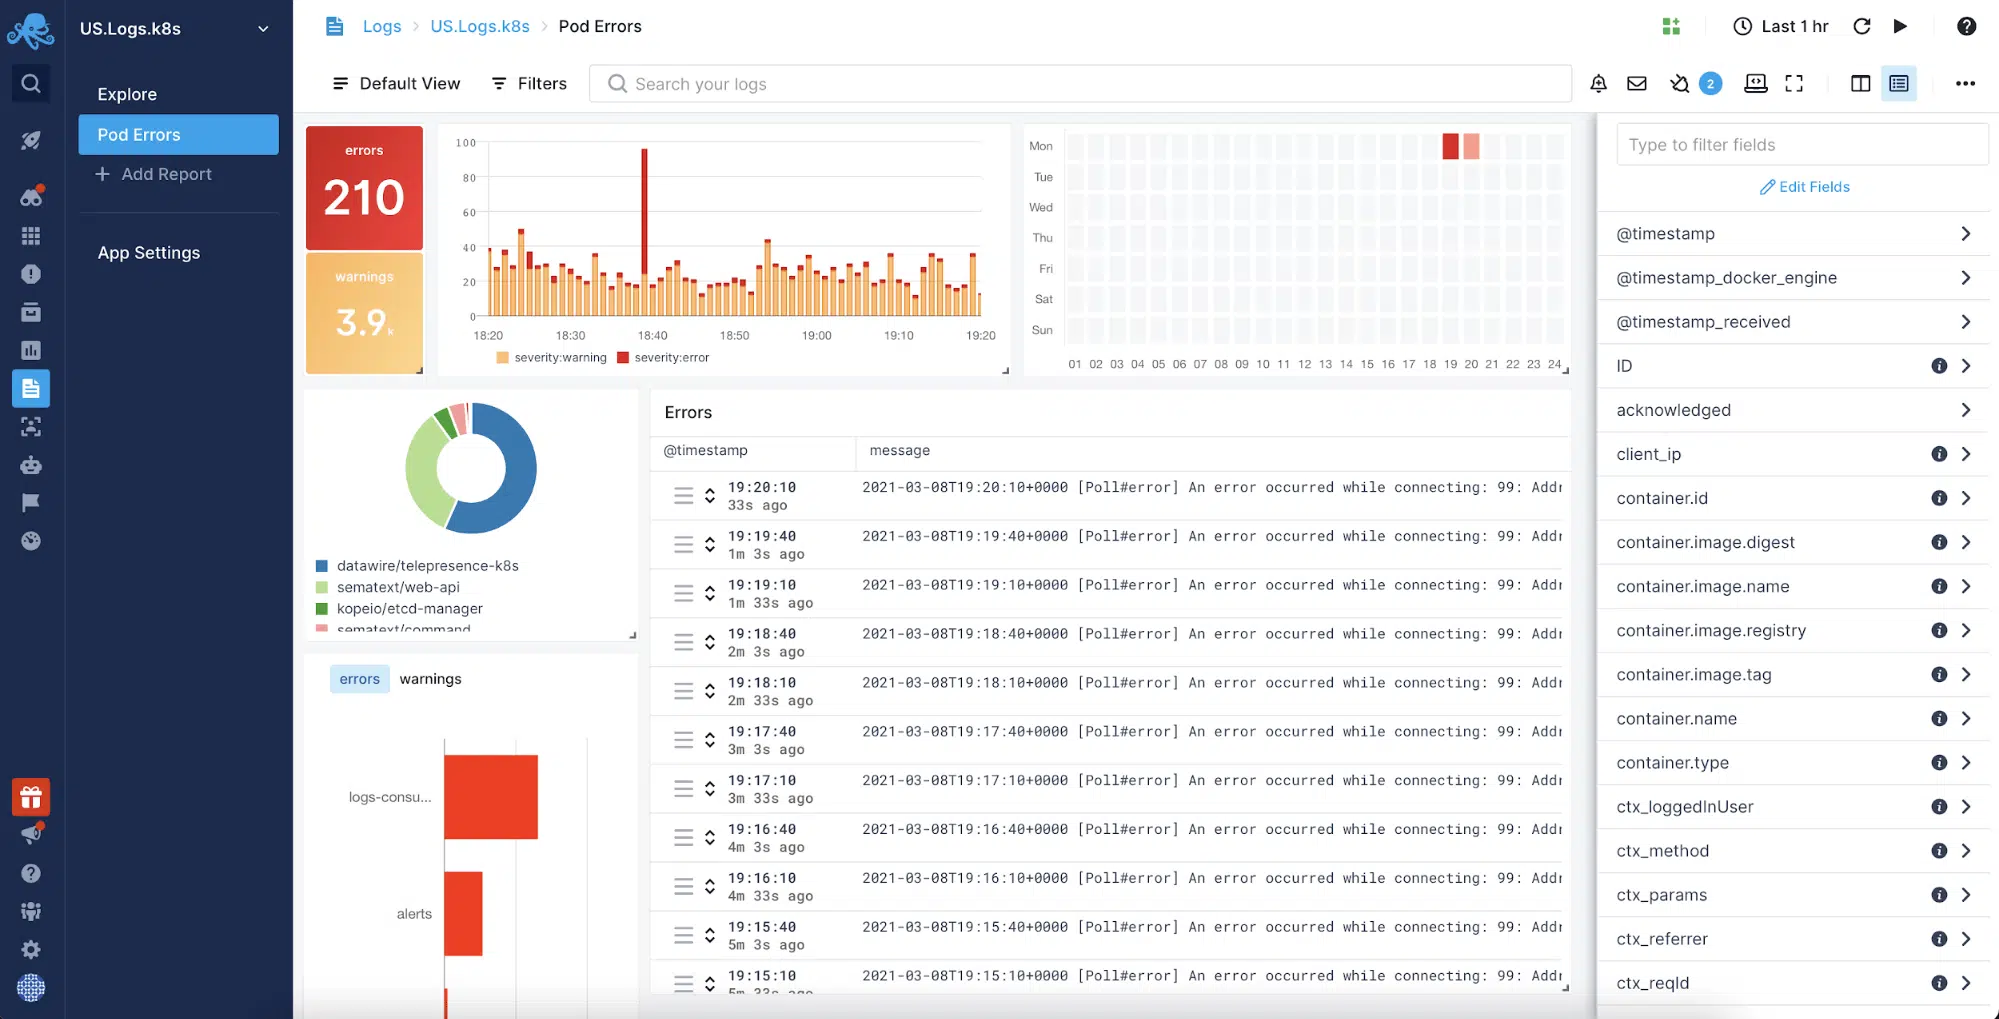 US.Logs.k8s
Explore
Pod Errors
Add Report
App Settings
Logs
US.Logs.k8s
Pod Errors
Last 1 hr
Default View
Filters
Search your logs
2
errors
210
warnings
3.9k
100
80
60
40
20
0
18:20 18:30 18:40 18:50 19:00 19:10 19:20
severity:warning severity:error
Mon
Tue
Wed
Thu
Fri
Sat
Sun
01 02 03 04 05 06 07 08 09 10 11 12 13 14 15 16 17 18 19 20 21 22 23 24
datawire/telepresence-k8s
sematext/web-api
kopeio/etcd-manager
sematext/command
errors warnings
logs-consu...
alerts
Errors
@timestamp message
19:20:10 2021-03-08T19:20:10+0000 [Poll#error] An error occurred while connecting: 99: Addr
33s ago
19:19:40 2021-03-08T19:19:40+0000 [Poll#error] An error occurred while connecting: 99: Addr
1m 3s ago
19:19:10 2021-03-08T19:19:10+0000 [Poll#error] An error occurred while connecting: 99: Addr
1m 33s ago
19:18:40 2021-03-08T19:18:40+0000 [Poll#error] An error occurred while connecting: 99: Addr
2m 3s ago
19:18:10 2021-03-08T19:18:10+0000 [Poll#error] An error occurred while connecting: 99: Addr
2m 33s ago
19:17:40 2021-03-08T19:17:40+0000 [Poll#error] An error occurred while connecting: 99: Addr
3m 3s ago
19:17:10 2021-03-08T19:17:10+0000 [Poll#error] An error occurred while connecting: 99: Addr
3m 33s ago
19:16:40 2021-03-08T19:16:40+0000 [Poll#error] An error occurred while connecting: 99: Addr
4m 3s ago
19:16:10 2021-03-08T19:16:10+0000 [Poll#error] An error occurred while connecting: 99: Addr
4m 33s ago
19:15:40 2021-03-08T19:15:40+0000 [Poll#error] An error occurred while connecting: 99: Addr
5m 3s ago
19:15:10 2021-03-08T19:15:10+0000 [Poll#error] An error occurred while connecting: 99: Addr
5m 33s ago
Type to filter fields
Edit Fields
@timestamp
@timestamp_docker_engine
@timestamp_received
ID
acknowledged
client_ip
container.id
container.image.digest
container.image.name
container.image.registry
container.image.tag
container.name
container.type
ctx_loggedInUser
ctx_method
ctx_params
ctx_referrer
ctx_reqId